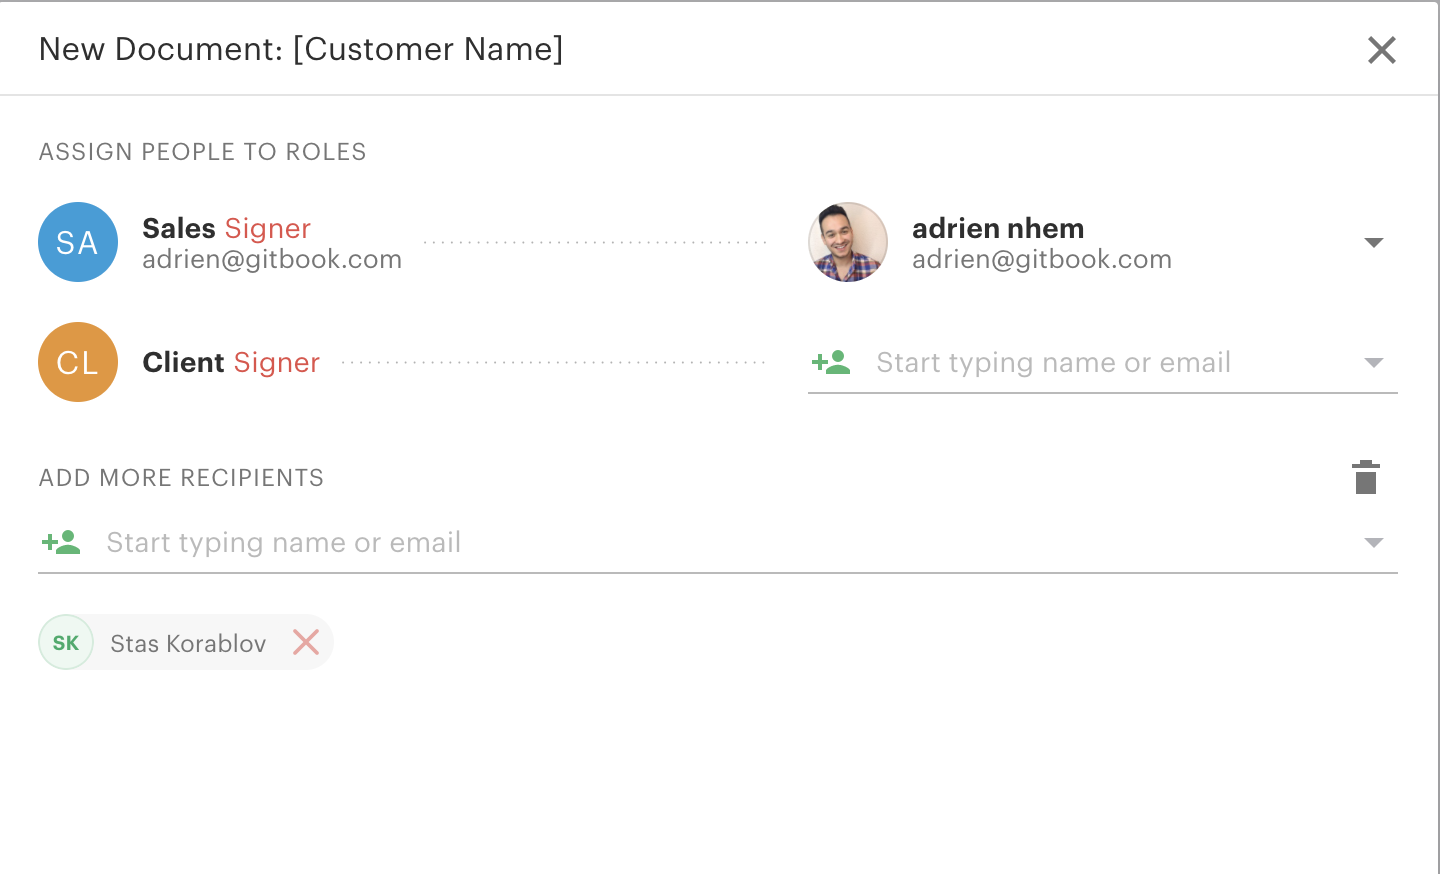 New Document: [Customer Name]
ASSIGN PEOPLE TO ROLES
SA
Sales Signer
adrien@gitbook.com
adrien nhem
adrien@gitbook.com
CL
Client Signer
Start typing name or email
ADD MORE RECIPIENTS
Start typing name or email
SK
Stas Korablov